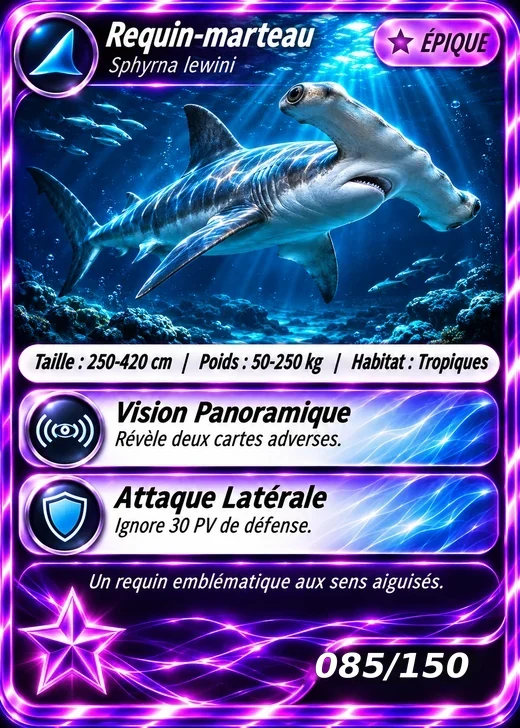 Requin-marteau
Sphyrna lewini
ÉPIQUE
Taille : 250-420 cm | Poids : 50-250 kg | Habitat : Tropiques
Vision Panoramique
Révèle deux cartes adverses.
Attaque Latérale
Ignore 30 PV de défense.
Un requin emblématique aux sens aiguisés.
085/150